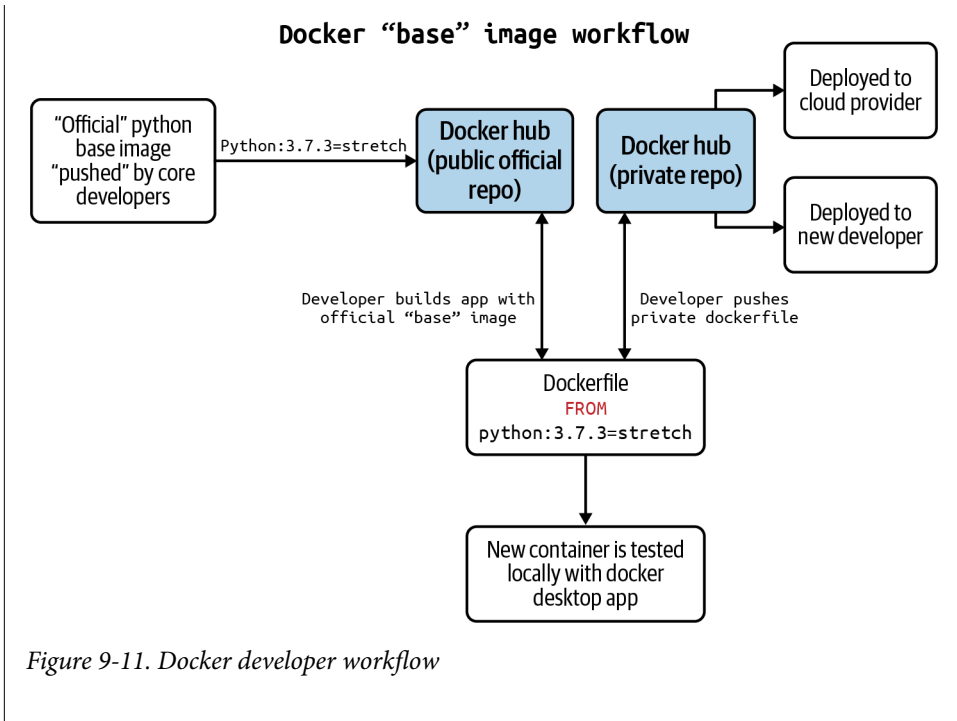 Docker “base” image workflow
“Official” python
base image
“pushed” by core
developers
Python:3.7.3=stretch
Docker hub
(public official
repo)
Docker hub
(private repo)
Deployed to
cloud provider
Deployed to
new developer
Developer builds app with
official “base” image
Developer pushes
private dockerfile
Dockerfile
FROM
python:3.7.3=stretch
New container is tested
locally with docker
desktop app
Figure 9-11. Docker developer workflow